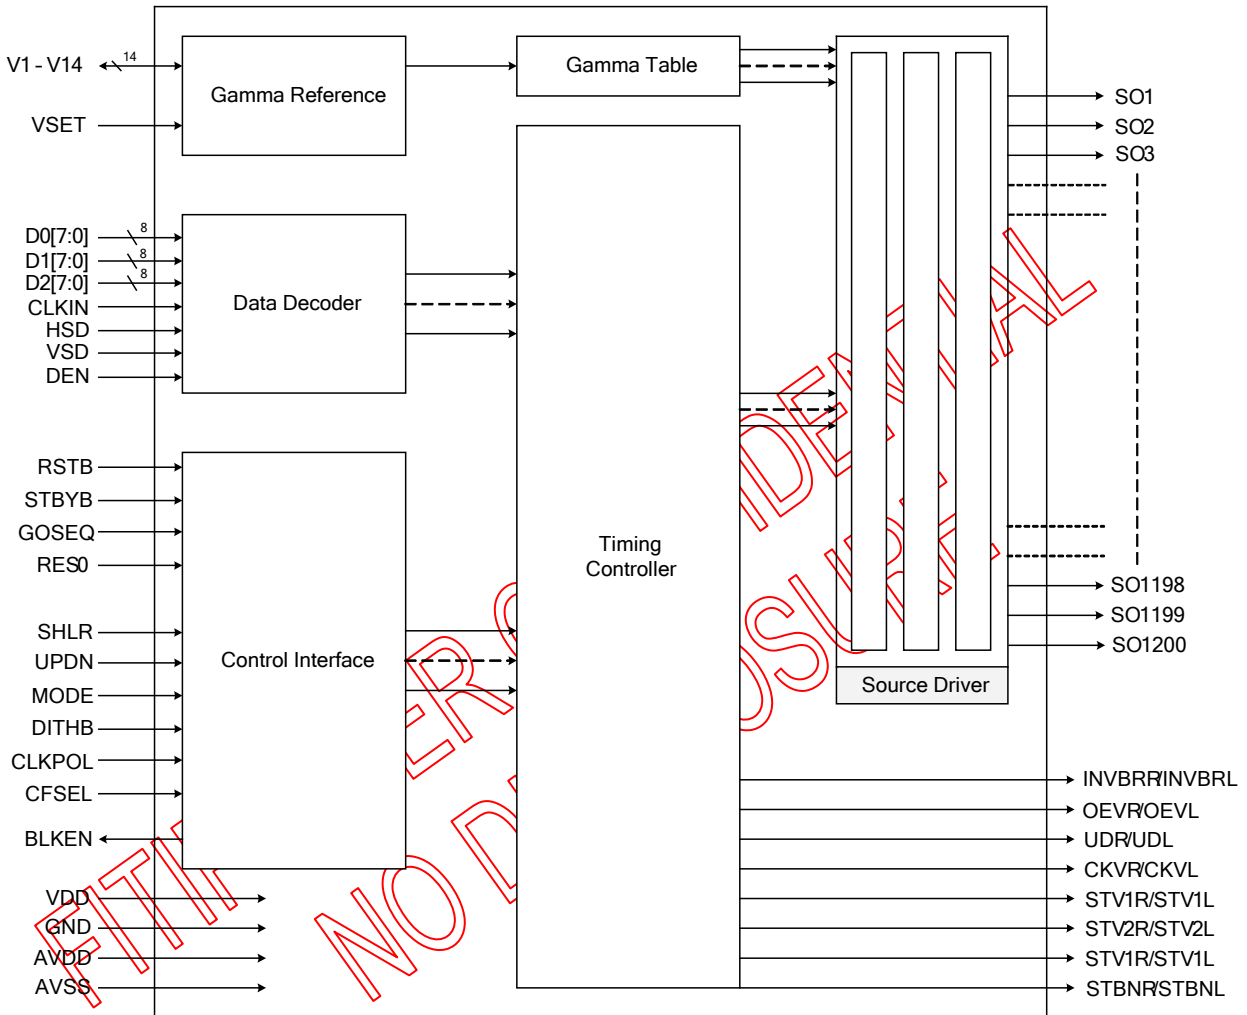 V1 - V14
14
VSET
Gamma Reference
Gamma Table
SO1
SO2
SO3
D0[7:0]
8
D1[7:0]
8
D2[7:0]
8
CLKIN
HSD
VSD
DEN
Data Decoder
RSTB
STBYB
GOSEQ
RES0
SHLR
UPDN
MODE
DITHB
CLKPOL
CFSEL
BLKEN
Control Interface
Timing
Controller
SO1198
SO1199
SO1200
Source Driver
INVBRR/INVBRL
OEVR/OEVL
UDR/UDL
CKVR/CKVL
STV1R/STV1L
STV2R/STV2L
STV1R/STV1L
STBNR/STBNL
VDD
GND
AVDD
AVSS
NO